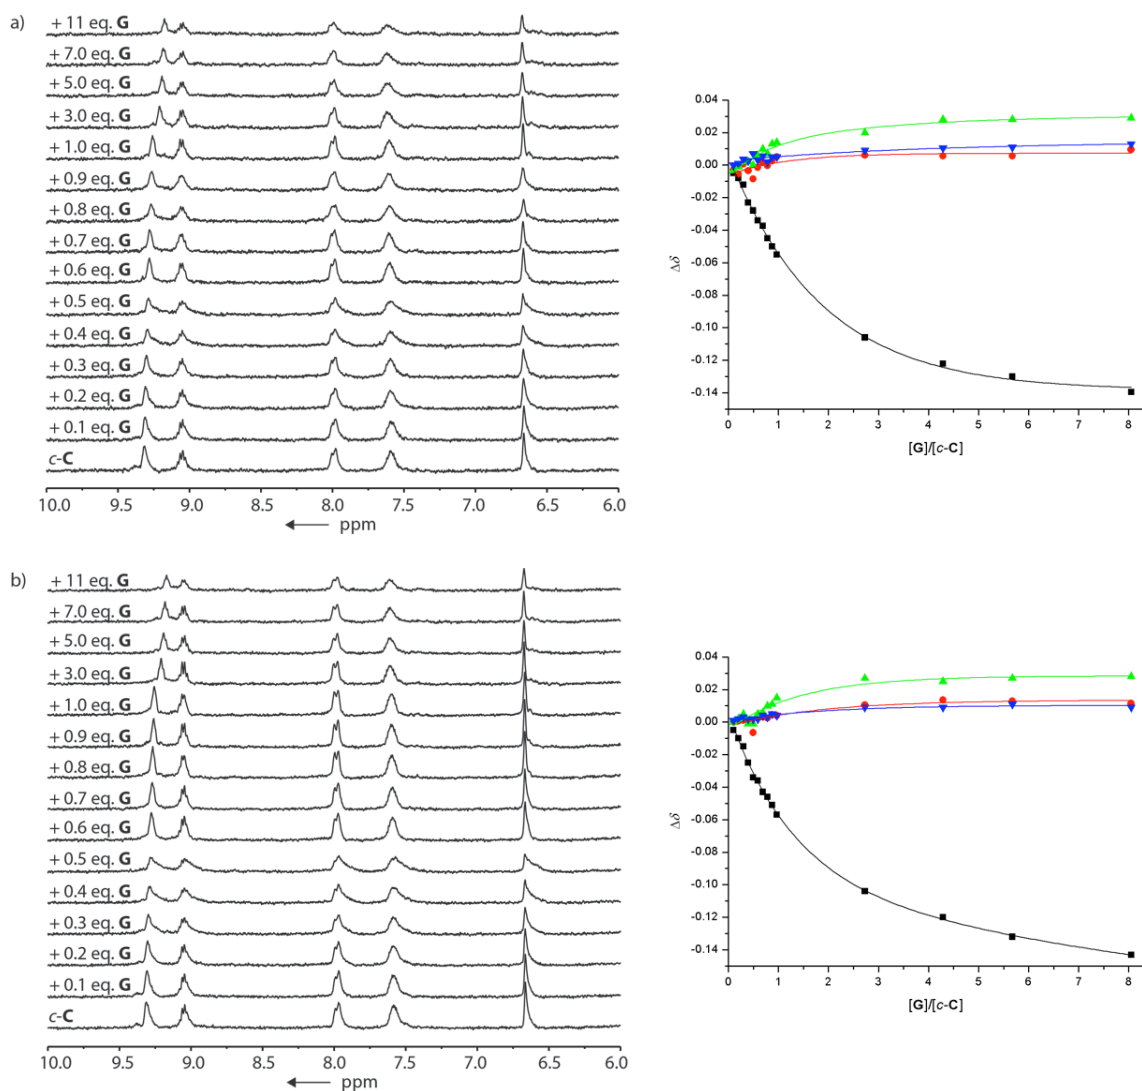 a)
+ 11 eq. G
+ 7.0 eq. G
+ 5.0 eq. G
+ 3.0 eq. G
+ 1.0 eq. G
+ 0.9 eq. G
+ 0.8 eq. G
+ 0.7 eq. G
+ 0.6 eq. G
+ 0.5 eq. G
+ 0.4 eq. G
+ 0.3 eq. G
+ 0.2 eq. G
+ 0.1 eq. G
c-C
10.0 9.5 9.0 8.5 8.0 7.5 7.0 6.5 6.0
← ppm
0.04
0.02
0.00
-0.02
-0.04
-0.06
-0.08
-0.10
-0.12
-0.14
Δδ
0 1 2 3 4 5 6 7 8
[G]/[c-C]
b)
+ 11 eq. G
+ 7.0 eq. G
+ 5.0 eq. G
+ 3.0 eq. G
+ 1.0 eq. G
+ 0.9 eq. G
+ 0.8 eq. G
+ 0.7 eq. G
+ 0.6 eq. G
+ 0.5 eq. G
+ 0.4 eq. G
+ 0.3 eq. G
+ 0.2 eq. G
+ 0.1 eq. G
c-C
10.0 9.5 9.0 8.5 8.0 7.5 7.0 6.5 6.0
← ppm
0.04
0.02
0.00
-0.02
-0.04
-0.06
-0.08
-0.10
-0.12
-0.14
Δδ
0 1 2 3 4 5 6 7 8
[G]/[c-C]